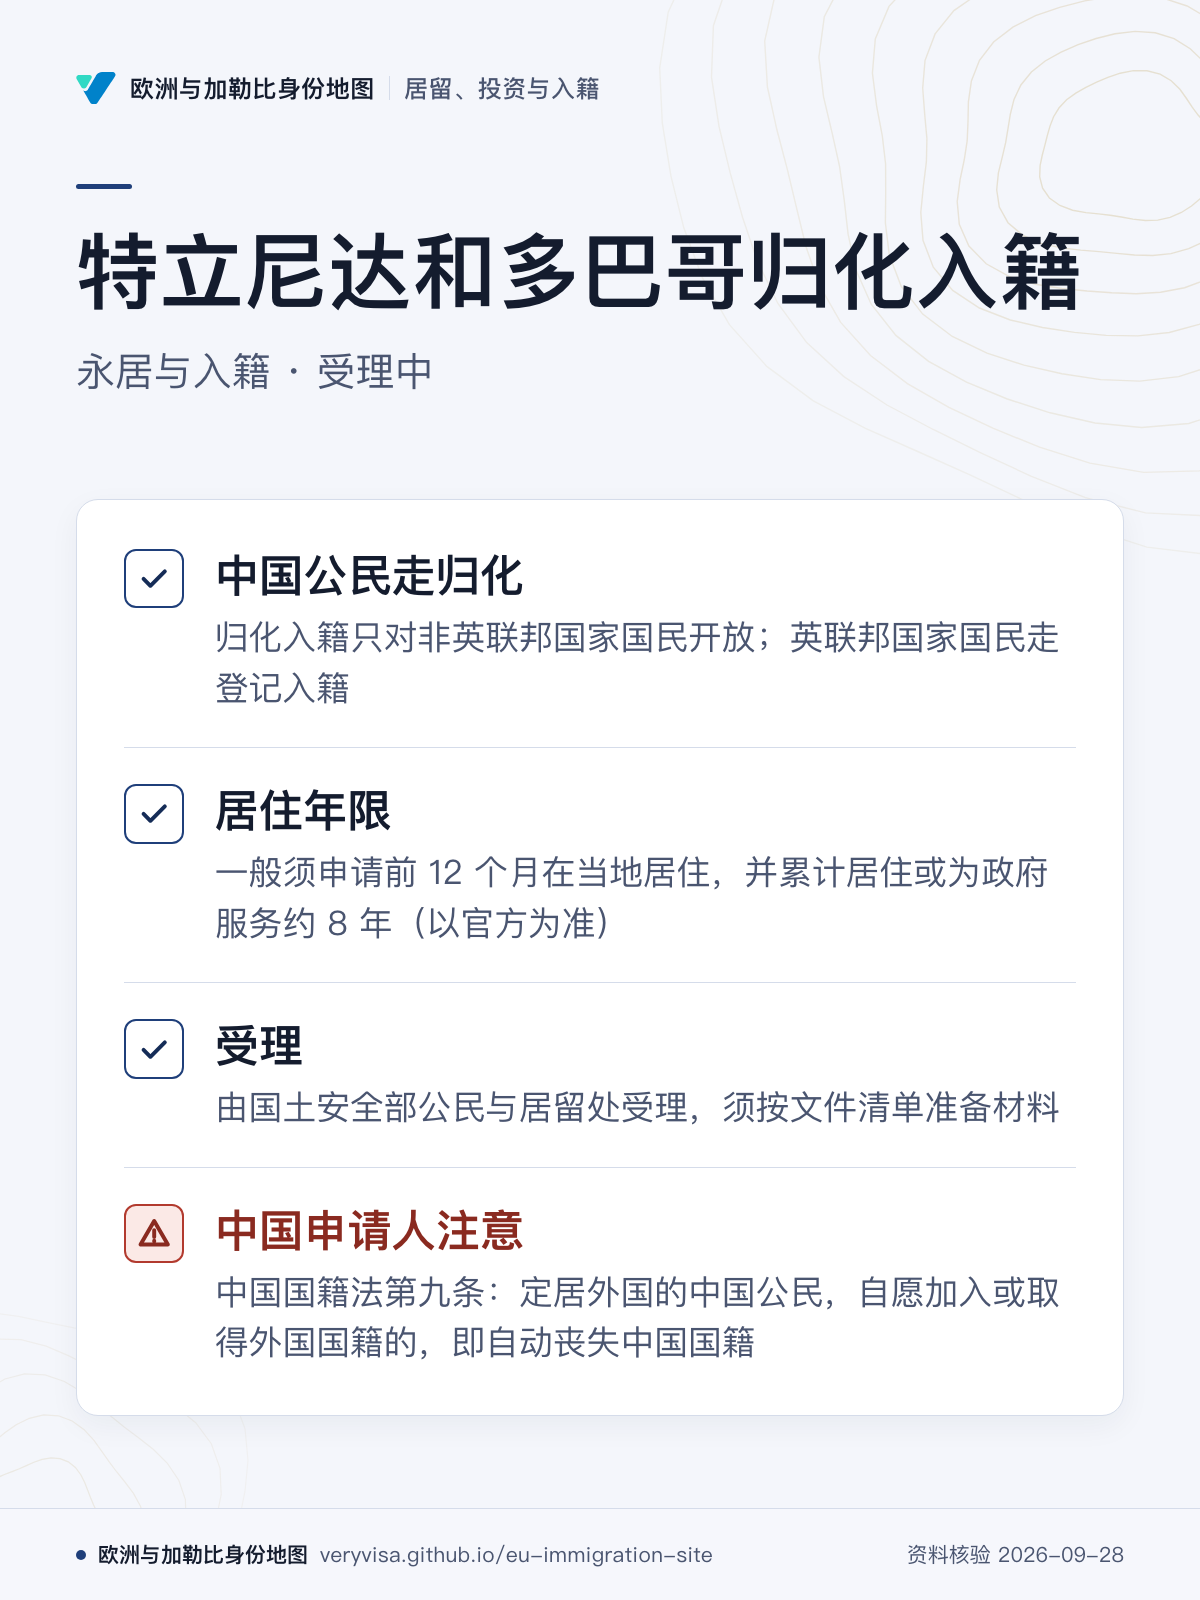 欧洲与加勒比身份地图 居留、投资与入籍
特立尼达和多巴哥归化入籍
永居与入籍 · 受理中
中国公民走归化
归化入籍只对非英联邦国家国民开放；英联邦国家国民走
登记入籍
居住年限
一般须申请前 12 个月在当地居住，并累计居住或为政府
服务约 8 年（以官方为准）
受理
由国土安全部公民与居留处受理，须按文件清单准备材料
中国申请人注意
中国国籍法第九条：定居外国的中国公民，自愿加入或取
得外国国籍的，即自动丧失中国国籍
欧洲与加勒比身份地图 veryvisa.github.io/eu-immigration-site 资料核验 2026-09-28